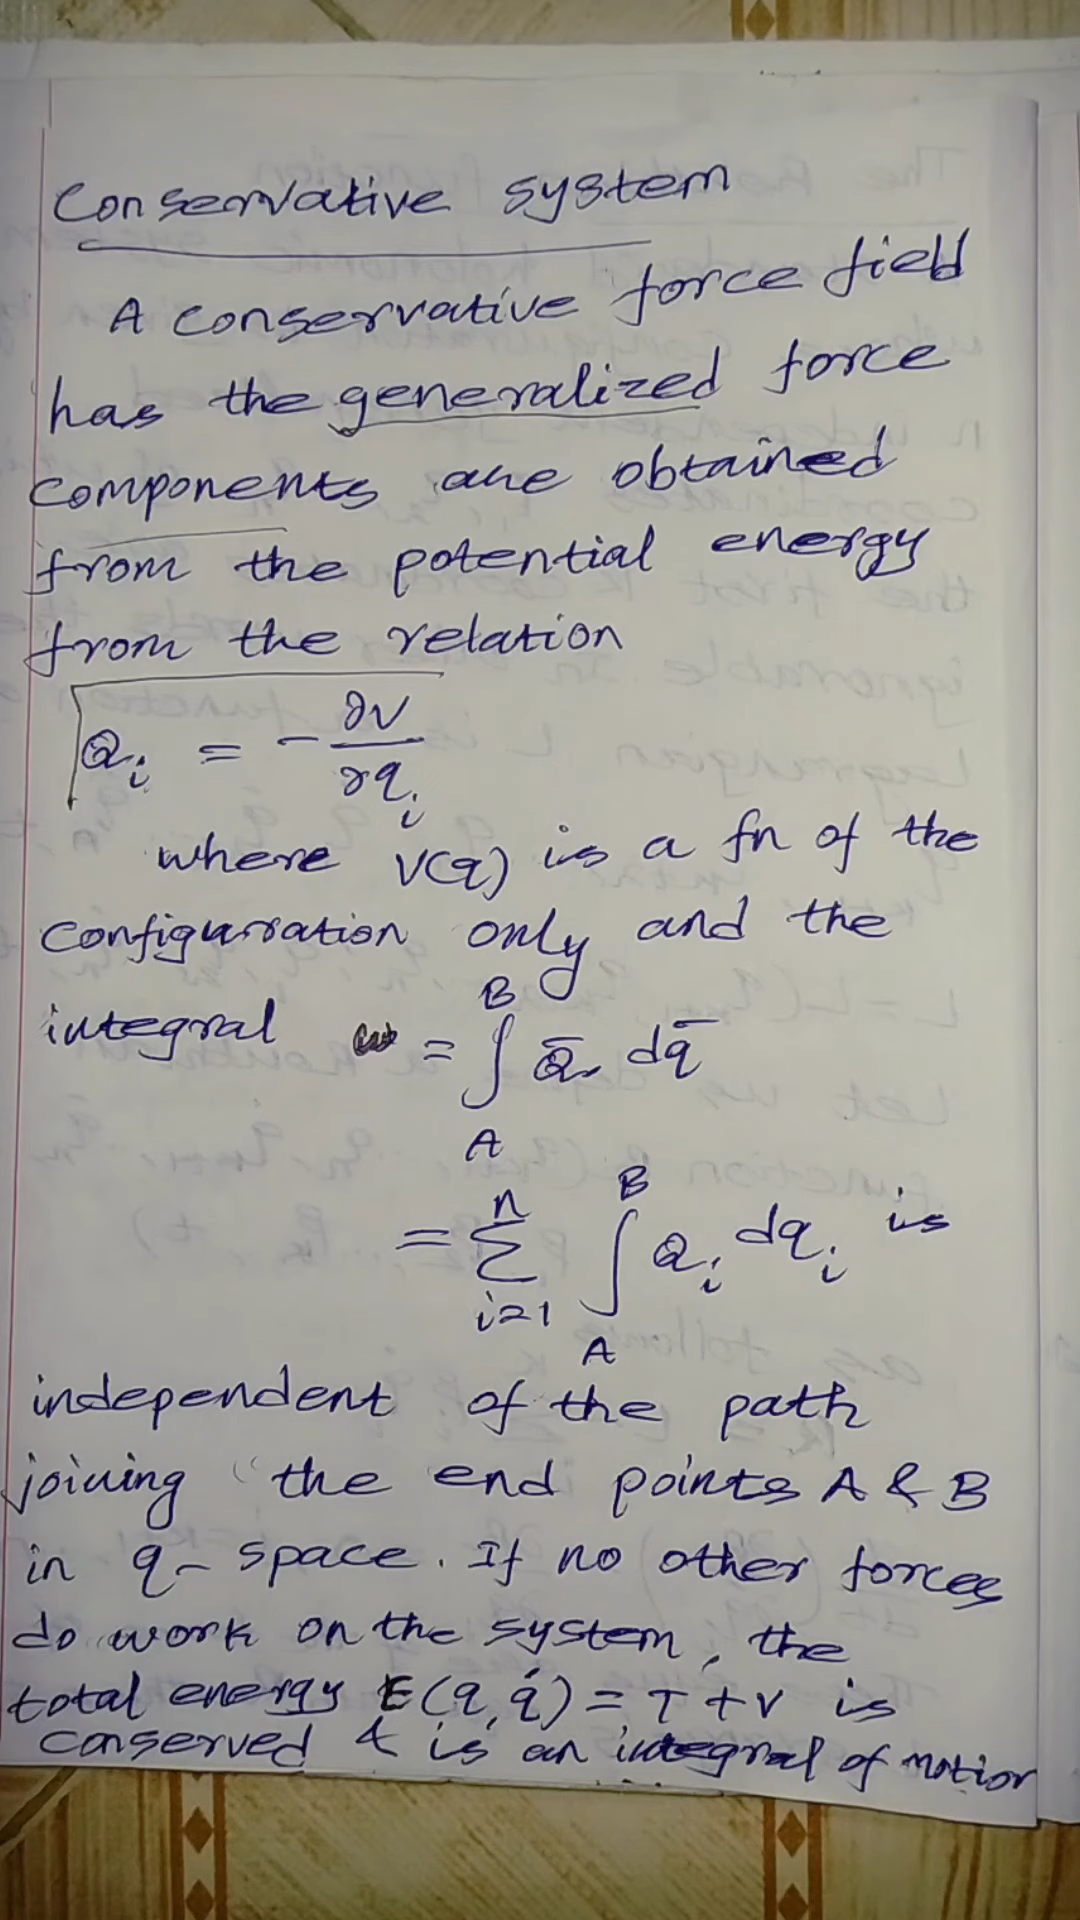 Conservative system
A conservative force field
has the generalized force
components are obtained
from the potential energy
from the relation
Qi = - ∂V/∂qi
where V(q) is a fn of the
configuration only and the
integral = ∫_A^B Q̄ dq̄
= Σ_{i=1}^n ∫_A^B Qi dqi is
independent of the path
joining the end points A & B
in q- space. If no other forces
do work on the system, the
total energy E(q, q̇) = T + V is
conserved & is an integral of motion